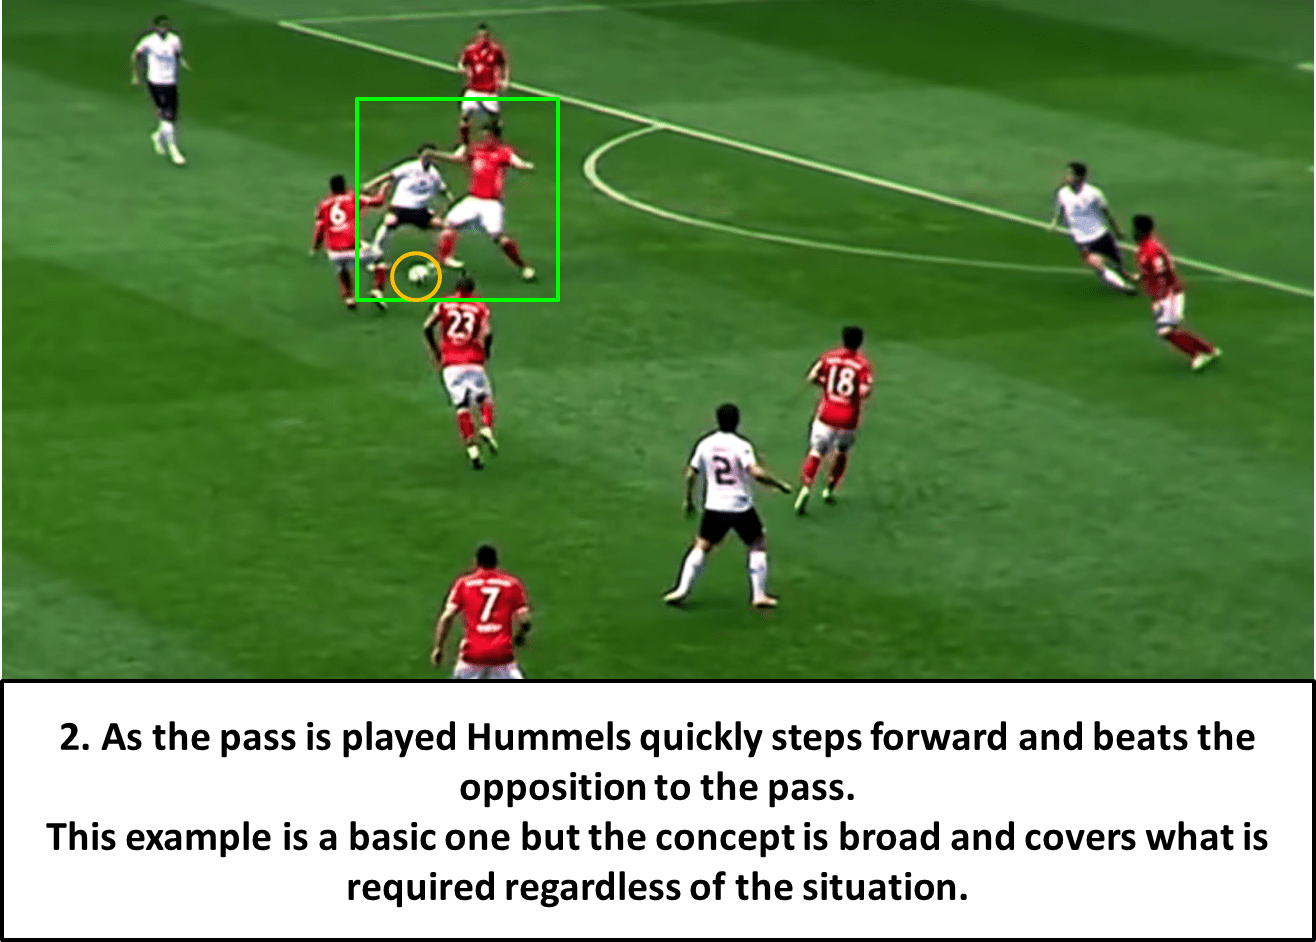 6
23
18
2
7
2. As the pass is played Hummels quickly steps forward and beats the
opposition to the pass.
This example is a basic one but the concept is broad and covers what is
required regardless of the situation.